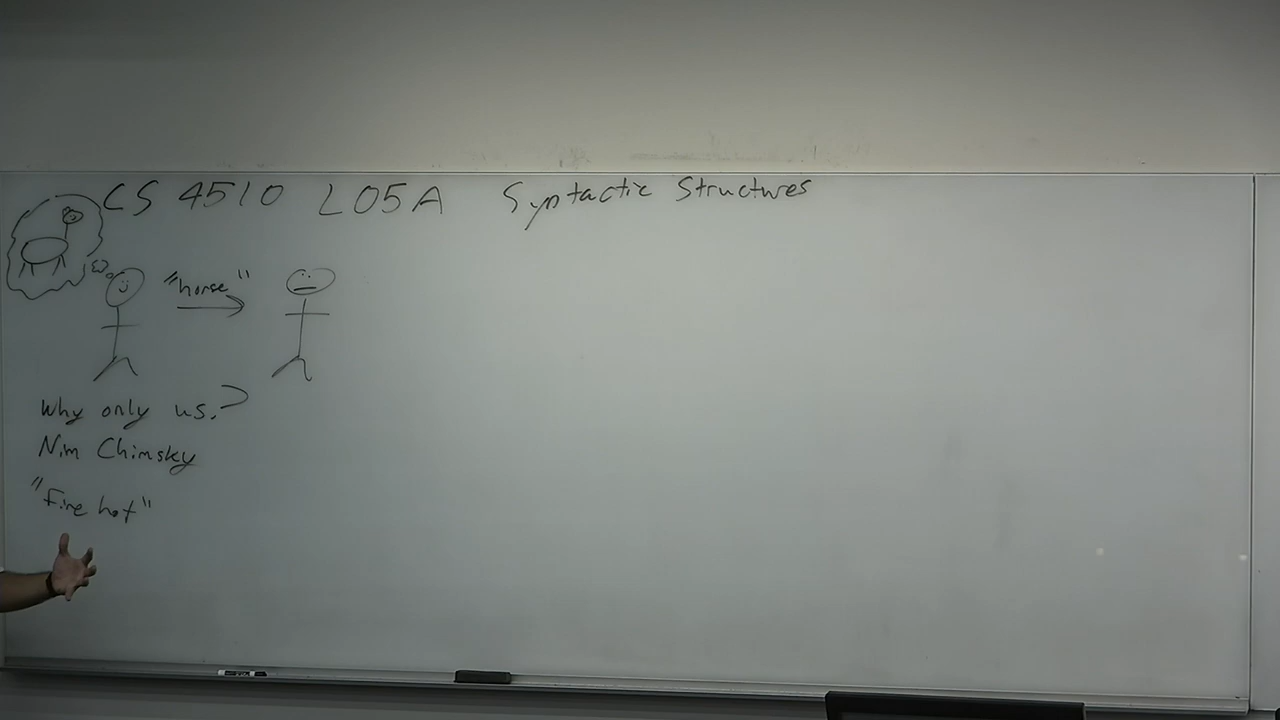 CS 4510 L05A Syntactic Structures
"horse"
Why only us?
Nim Chimsky
"Fire hot"